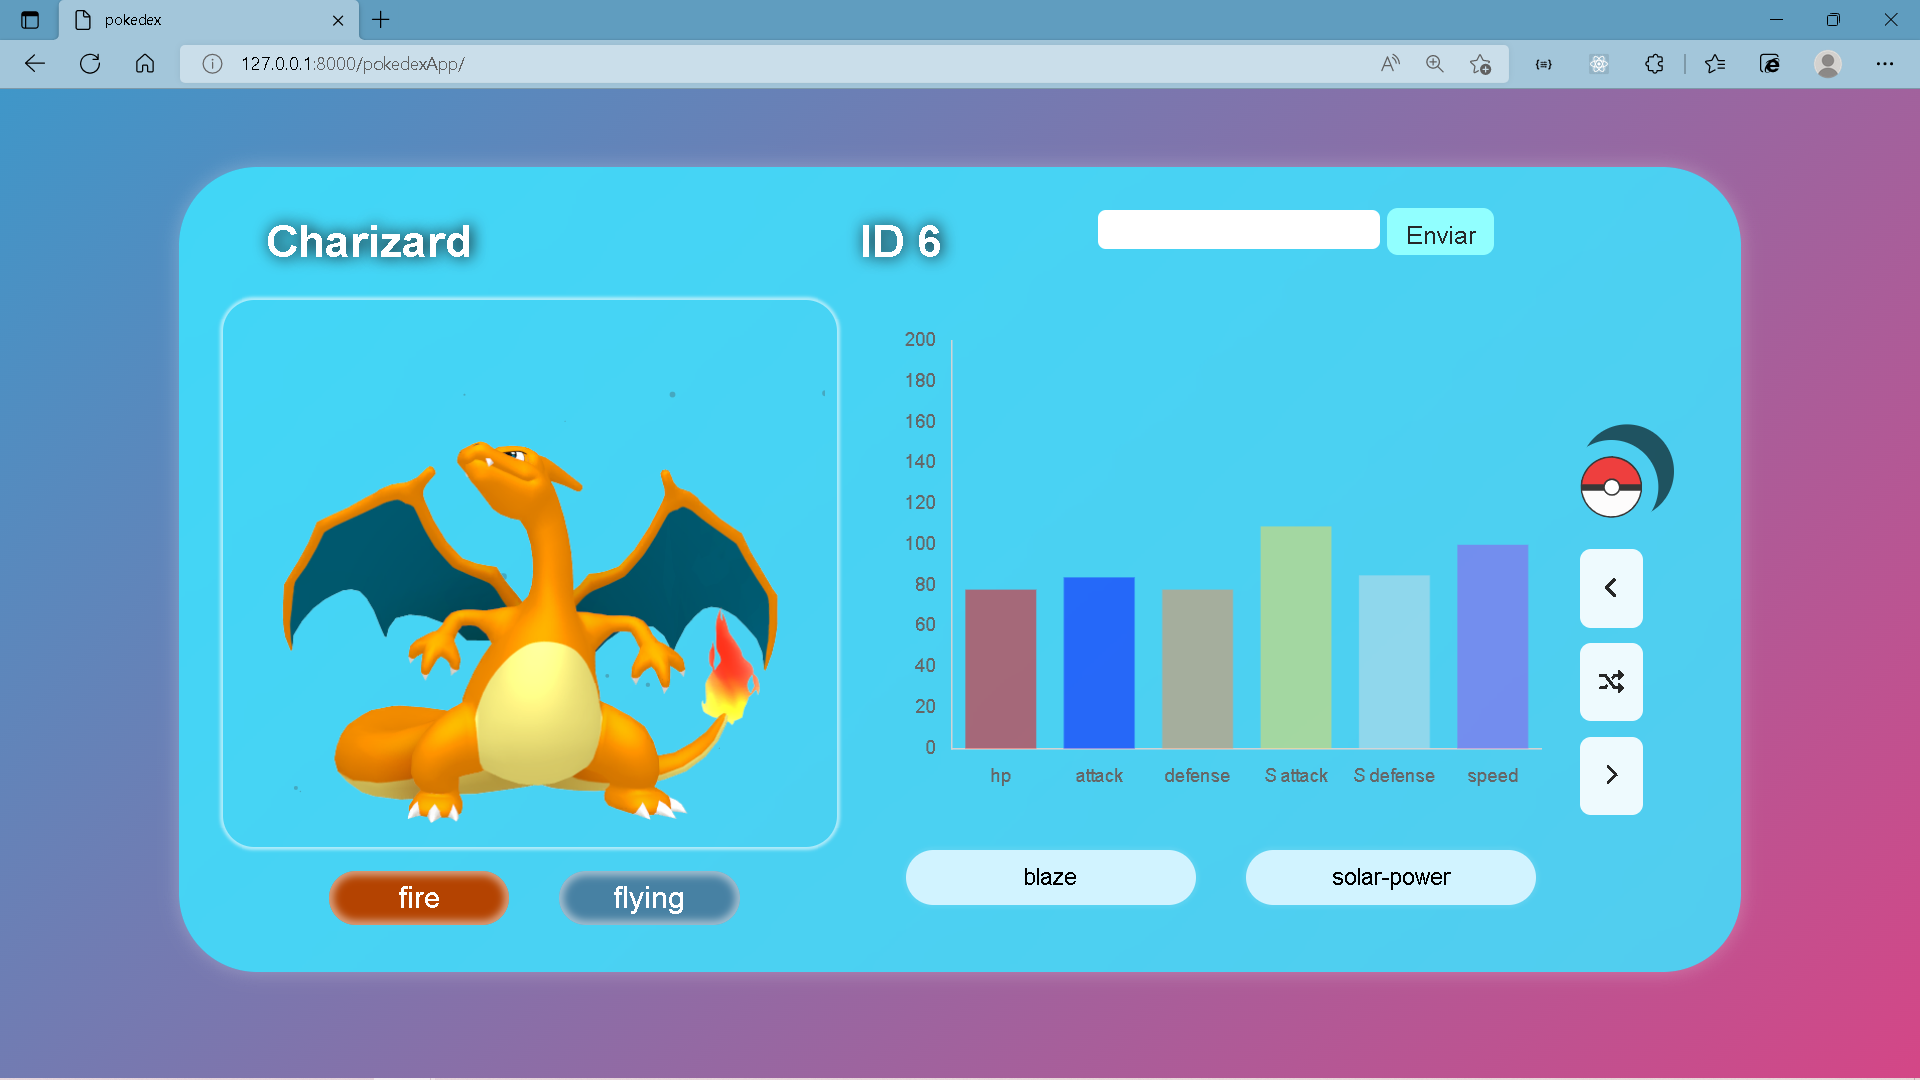 pokedex
127.0.0.1:8000/pokedexApp/
Charizard
ID 6
Enviar
200
180
160
140
120
100
80
60
40
20
0
hp attack defense S attack S defense speed
blaze solar-power
fire flying